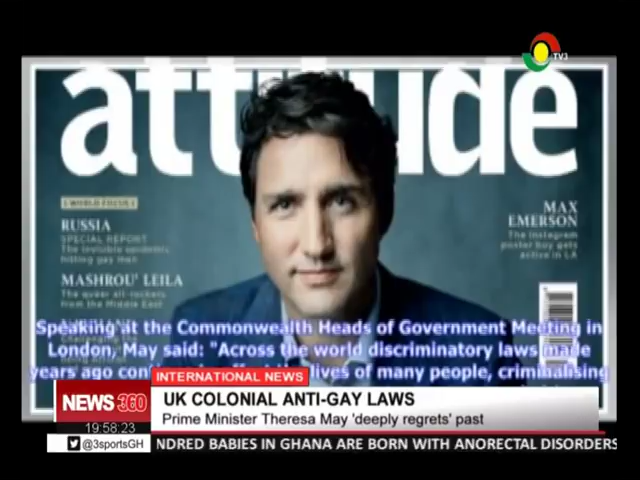 attitude
TV3
WORLD FOCUS
RUSSIA
SPECIAL REPORT
The invisible epidemic
hitting gay men
MASHROU' LEILA
The queer alt-rockers
from the Middle East
MAX
EMERSON
The Instagram
poster boy gets
active in LA
Speaking at the Commonwealth Heads of Government Meeting in
London, May said: "Across the world discriminatory laws made
years ago lives of many people, criminalising
INTERNATIONAL NEWS
NEWS 360
UK COLONIAL ANTI-GAY LAWS
Prime Minister Theresa May 'deeply regrets' past
19:58:23
@3sportsGH
NDRED BABIES IN GHANA ARE BORN WITH ANORECTAL DISORDERS